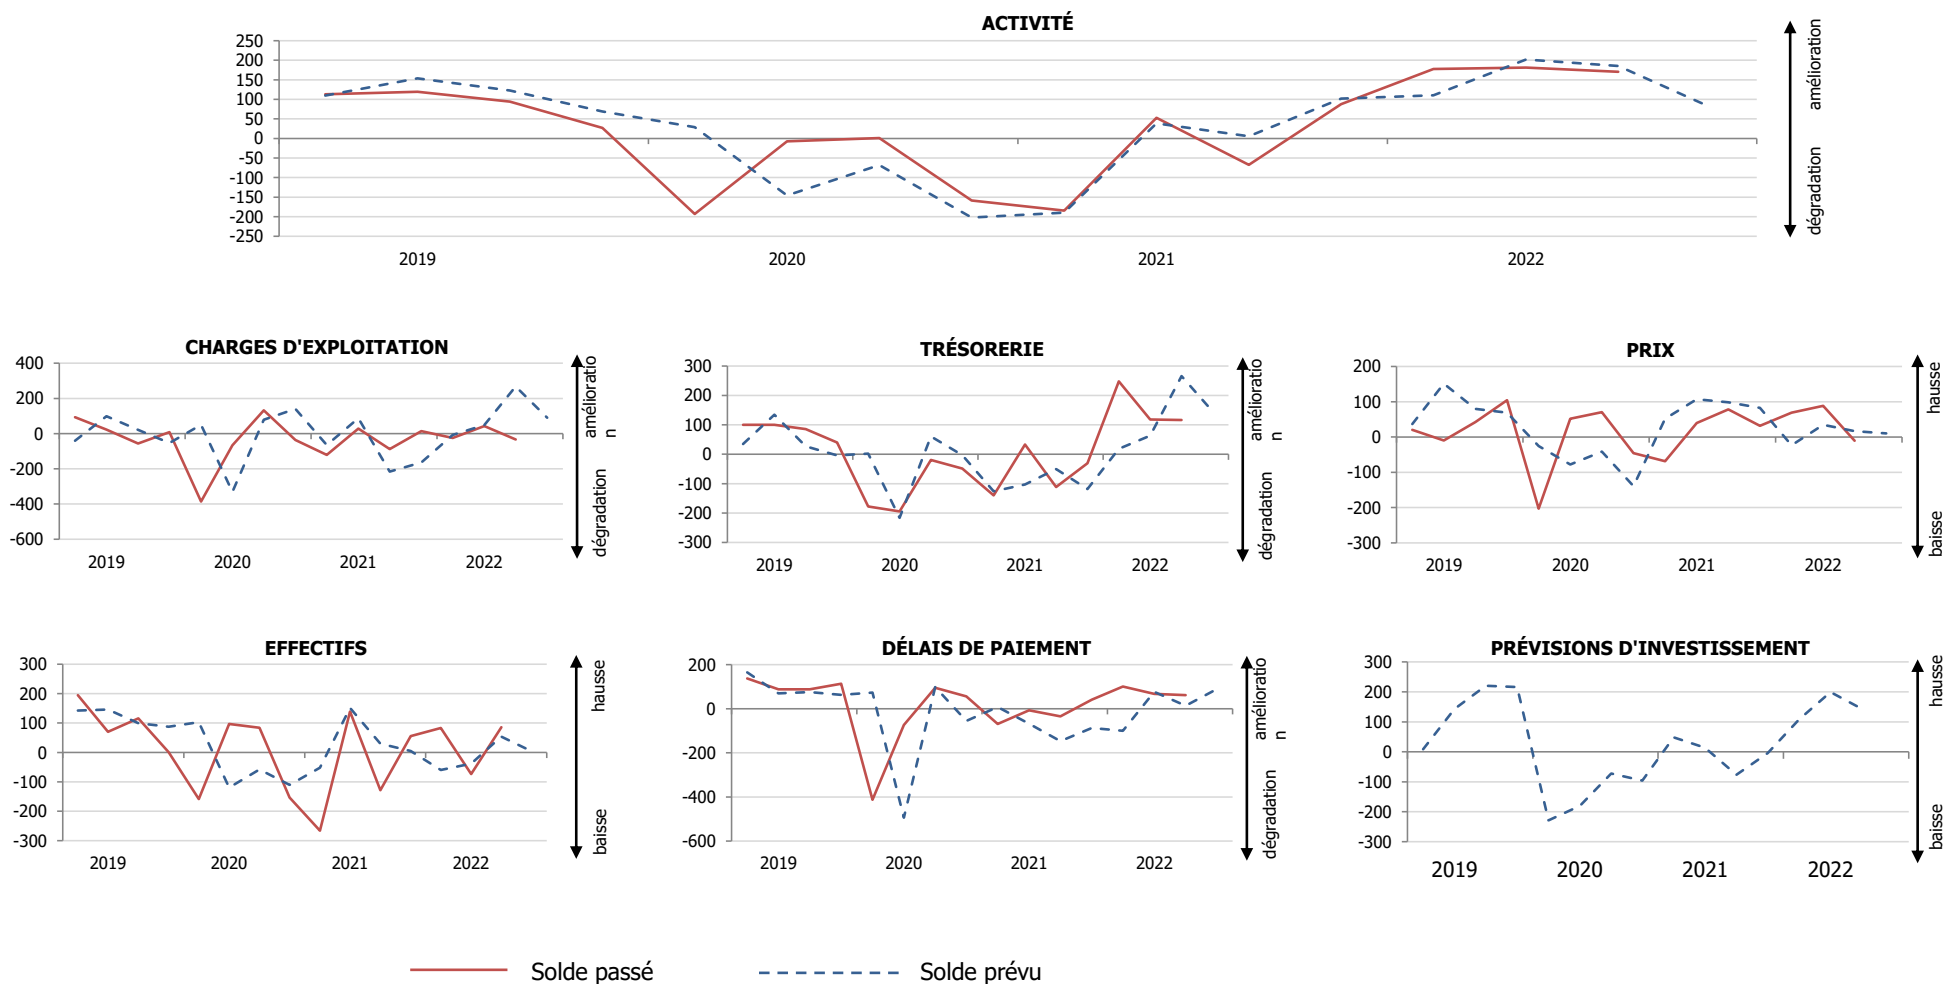 ACTIVITÉ
250
200
150
100
50
0
-50
-100
-150
-200
-250
2019 2020 2021 2022
amélioration
dégradation
CHARGES D'EXPLOITATION
400
200
0
-200
-400
-600
2019 2020 2021 2022
amélioratio
n
dégradation
TRÉSORERIE
300
200
100
0
-100
-200
-300
2019 2020 2021 2022
amélioratio
n
dégradation
PRIX
200
100
0
-100
-200
-300
2019 2020 2021 2022
hausse
baisse
EFFECTIFS
300
200
100
0
-100
-200
-300
2019 2020 2021 2022
hausse
baisse
DÉLAIS DE PAIEMENT
200
0
-200
-400
-600
2019 2020 2021 2022
amélioratio
n
dégradation
PRÉVISIONS D'INVESTISSEMENT
300
200
100
0
-100
-200
-300
2019 2020 2021 2022
hausse
baisse
Solde passé Solde prévu